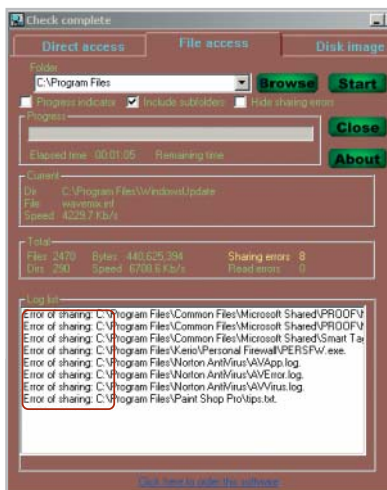 Check complete
Direct access
File access
Disk image
Folder
C:\Program Files
Browse
Start
Progress indicator
Include subfolders
Hide sharing errors
Progress
Close
Elapsed time 00:01:05 Remaining time
About
Current
Dir C:\Program Files\WindowsUpdate
File wavemix.inf
Speed 4229.7 Kb/s
Total
Files 2470 Bytes 440,625,394 Sharing errors 8
Dirs 290 Speed 6708.6 Kb/s Read errors 0
Log list
Error of sharing: C:\Program Files\Common Files\Microsoft Shared\PROOF\
Error of sharing: C:\Program Files\Common Files\Microsoft Shared\PROOF\
Error of sharing: C:\Program Files\Common Files\Microsoft Shared\Smart Ta
Error of sharing: C:\Program Files\Kerio\Personal Firewall\PERSFW.exe.
Error of sharing: C:\Program Files\Norton AntiVirus\AVApp.log.
Error of sharing: C:\Program Files\Norton AntiVirus\AVError.log.
Error of sharing: C:\Program Files\Norton AntiVirus\AVVirus.log.
Error of sharing: C:\Program Files\Paint Shop Pro\tips.txt.
Click here to order this software